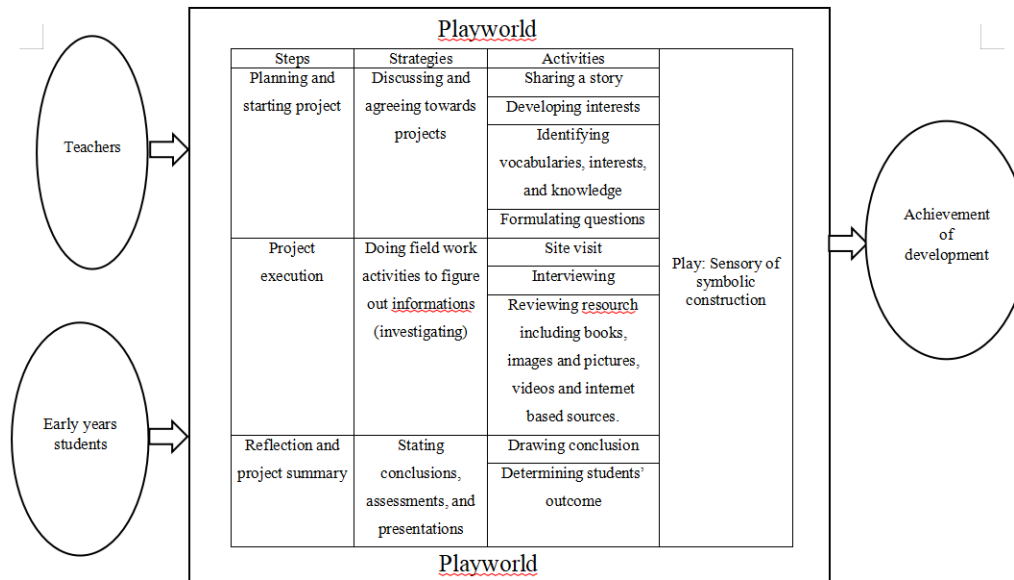 Playworld
Steps
Strategies
Activities
Planning and
starting project
Discussing and
agreeing towards
projects
Sharing a story
Developing interests
Identifying
vocabularies, interests,
and knowledge
Formulating questions
Project
execution
Doing field work
activities to figure
out informations
(investigating)
Site visit
Interviewing
Reviewing resourch
including books,
images and pictures,
videos and internet
based sources.
Reflection and
project summary
Stating
conclusions,
assessments, and
presentations
Drawing conclusion
Determining students’
outcome
Play: Sensory of
symbolic
construction
Playworld
Teachers
Early years
students
Achievement
of
development